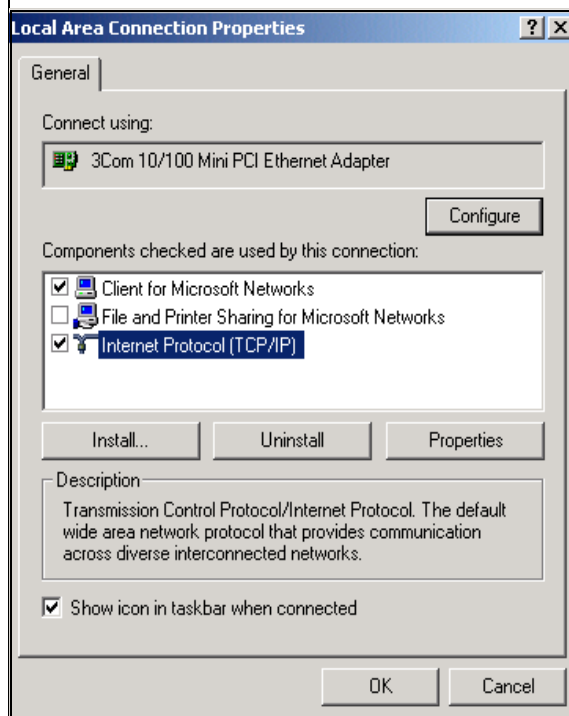 Local Area Connection Properties
General
Connect using:
3Com 10/100 Mini PCI Ethernet Adapter
Configure
Components checked are used by this connection:
Client for Microsoft Networks
File and Printer Sharing for Microsoft Networks
Internet Protocol (TCP/IP)
Install... Uninstall Properties
Description
Transmission Control Protocol/Internet Protocol. The default
wide area network protocol that provides communication
across diverse interconnected networks.
Show icon in taskbar when connected
OK Cancel